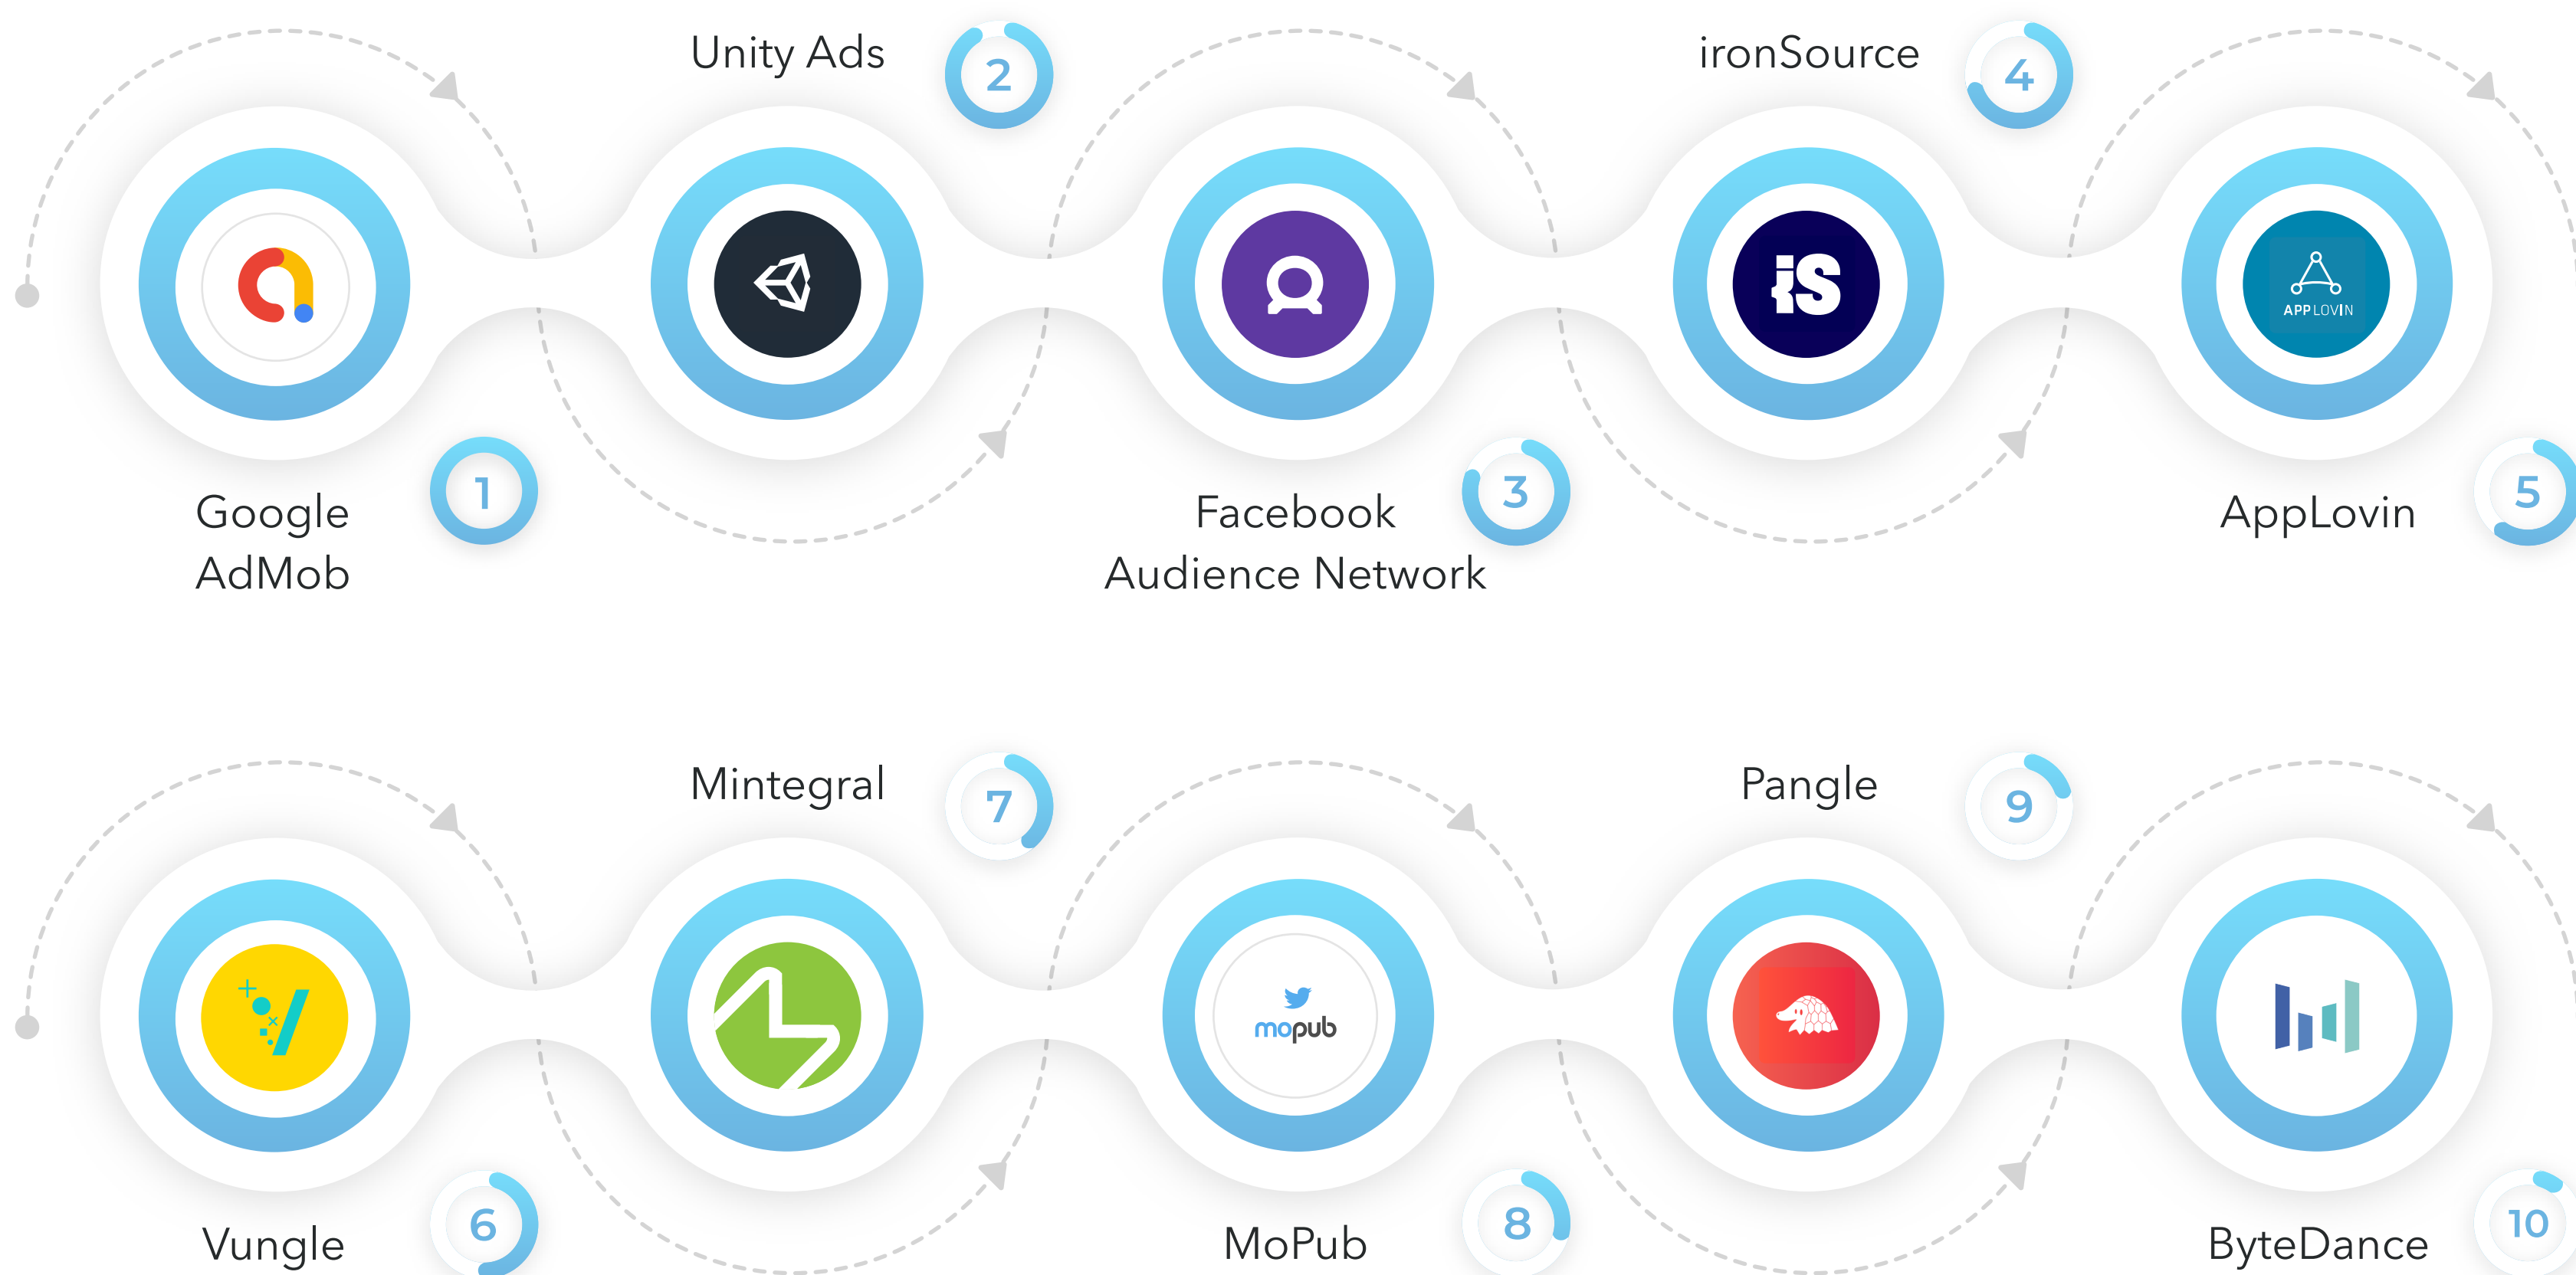 Unity Ads
2
ironSource
4
iS
APPLOVIN
1
Google
AdMob
3
Facebook
Audience Network
5
AppLovin
Mintegral
7
Pangle
9
mopub
6
Vungle
8
MoPub
10
ByteDance